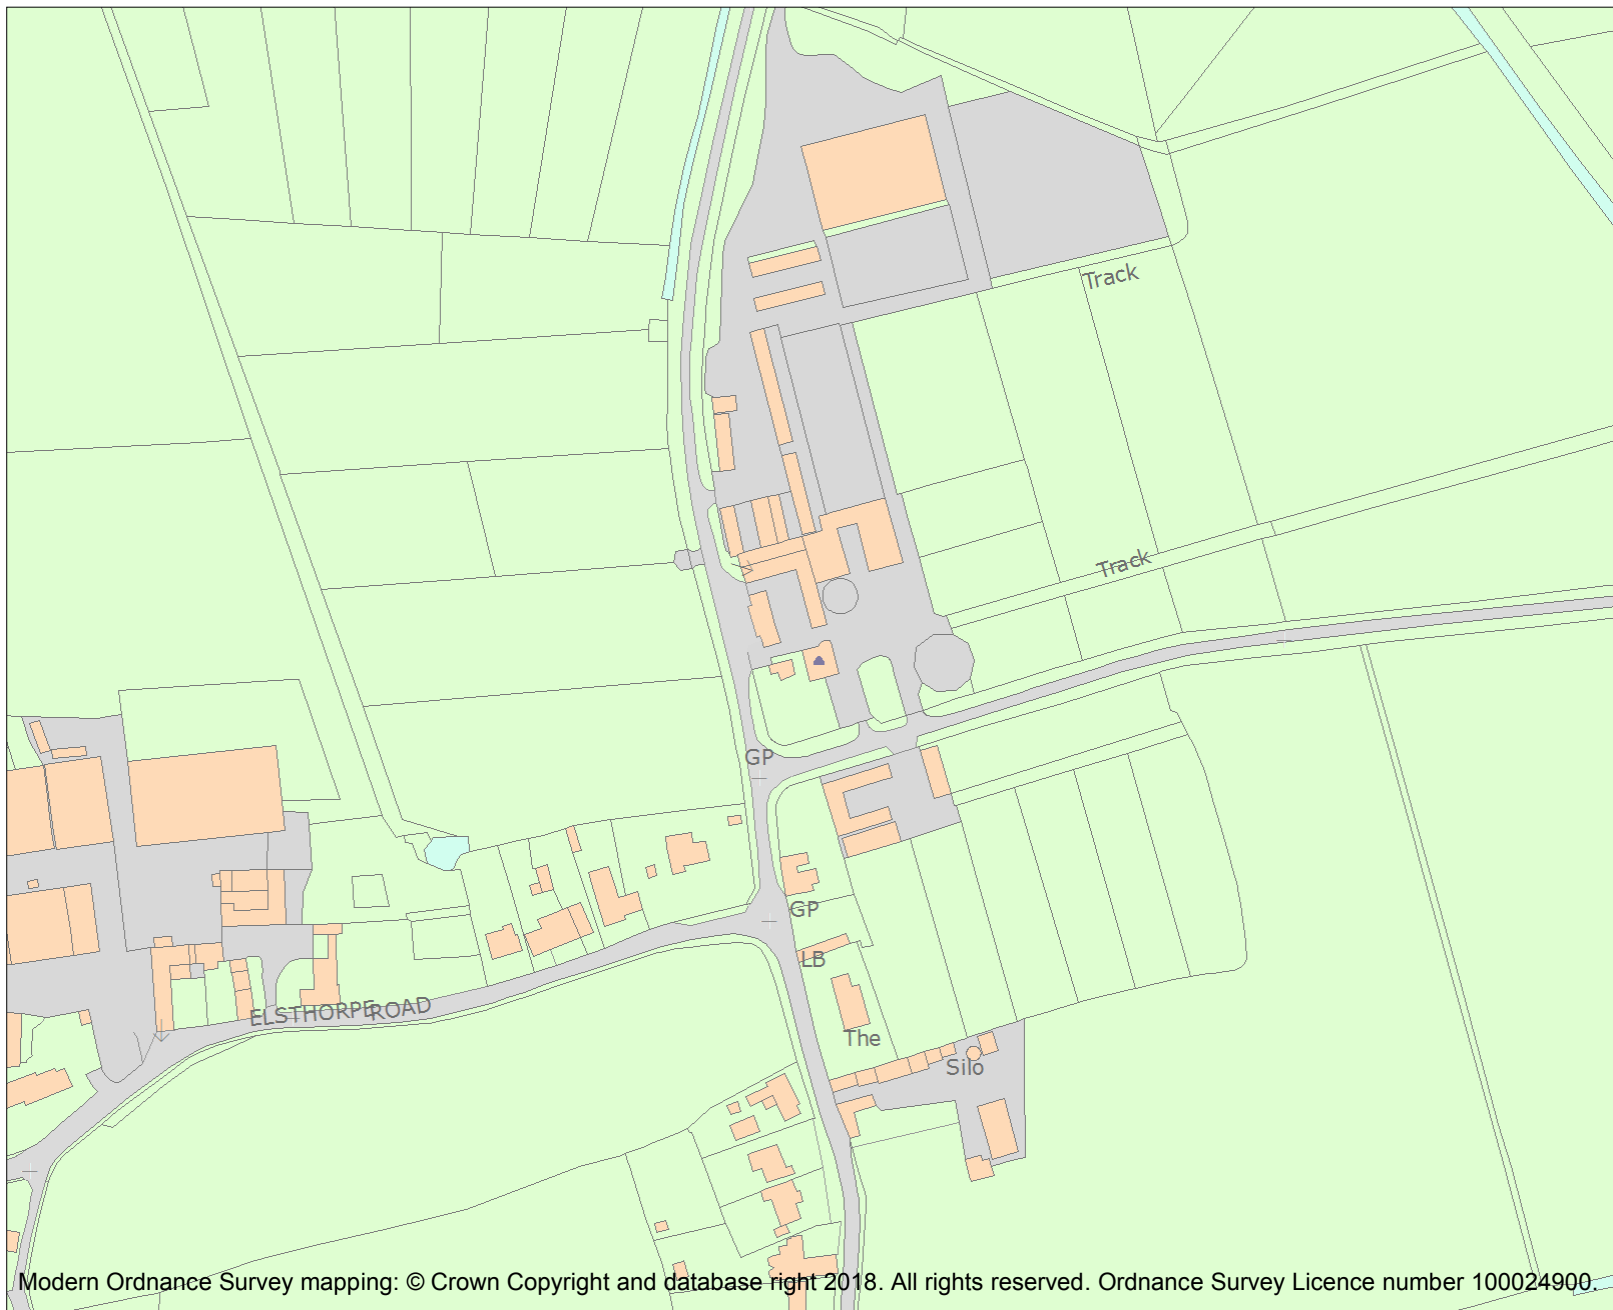 Track
Track
GP
GP
LB
ELSTHORPE ROAD
The
Silo
Modern Ordnance Survey mapping: © Crown Copyright and database right 2018. All rights reserved. Ordnance Survey Licence number 100024900.